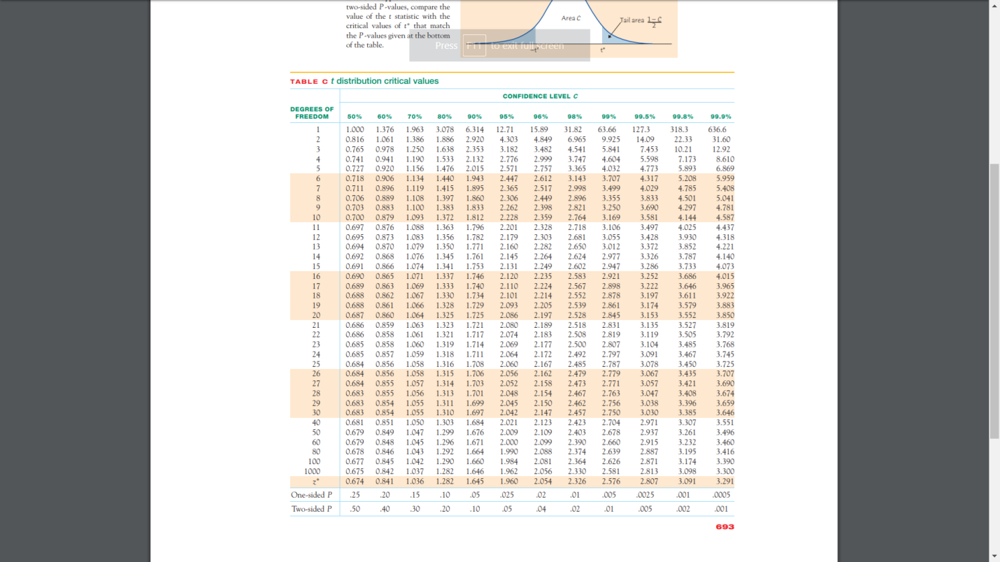 two-sided P-values, compare the
value of the t statistic with the
critical values of t* that match
the P-values given at the bottom
of the table.
Area C
Tail area 1−C
2
−t*
t*
Press F11 to exit full screen
TABLE C t distribution critical values
CONFIDENCE LEVEL C
DEGREES OF
FREEDOM 50% 60% 70% 80% 90% 95% 96% 98% 99% 99.5% 99.8% 99.9%
1 1.000 1.376 1.963 3.078 6.314 12.71 15.89 31.82 63.66 127.3 318.3 636.6
2 0.816 1.061 1.386 1.886 2.920 4.303 4.849 6.965 9.925 14.09 22.33 31.60
3 0.765 0.978 1.250 1.638 2.353 3.182 3.482 4.541 5.841 7.453 10.21 12.92
4 0.741 0.941 1.190 1.533 2.132 2.776 2.999 3.747 4.604 5.598 7.173 8.610
5 0.727 0.920 1.156 1.476 2.015 2.571 2.757 3.365 4.032 4.773 5.893 6.869
6 0.718 0.906 1.134 1.440 1.943 2.447 2.612 3.143 3.707 4.317 5.208 5.959
7 0.711 0.896 1.119 1.415 1.895 2.365 2.517 2.998 3.499 4.029 4.785 5.408
8 0.706 0.889 1.108 1.397 1.860 2.306 2.449 2.896 3.355 3.833 4.501 5.041
9 0.703 0.883 1.100 1.383 1.833 2.262 2.398 2.821 3.250 3.690 4.297 4.781
10 0.700 0.879 1.093 1.372 1.812 2.228 2.359 2.764 3.169 3.581 4.144 4.587
11 0.697 0.876 1.088 1.363 1.796 2.201 2.328 2.718 3.106 3.497 4.025 4.437
12 0.695 0.873 1.083 1.356 1.782 2.179 2.303 2.681 3.055 3.428 3.930 4.318
13 0.694 0.870 1.079 1.350 1.771 2.160 2.282 2.650 3.012 3.372 3.852 4.221
14 0.692 0.868 1.076 1.345 1.761 2.145 2.264 2.624 2.977 3.326 3.787 4.140
15 0.691 0.866 1.074 1.341 1.753 2.131 2.249 2.602 2.947 3.286 3.733 4.073
16 0.690 0.865 1.071 1.337 1.746 2.120 2.235 2.583 2.921 3.252 3.686 4.015
17 0.689 0.863 1.069 1.333 1.740 2.110 2.224 2.567 2.898 3.222 3.646 3.965
18 0.688 0.862 1.067 1.330 1.734 2.101 2.214 2.552 2.878 3.197 3.611 3.922
19 0.688 0.861 1.066 1.328 1.729 2.093 2.205 2.539 2.861 3.174 3.579 3.883
20 0.687 0.860 1.064 1.325 1.725 2.086 2.197 2.528 2.845 3.153 3.552 3.850
21 0.686 0.859 1.063 1.323 1.721 2.080 2.189 2.518 2.831 3.135 3.527 3.819
22 0.686 0.858 1.061 1.321 1.717 2.074 2.183 2.508 2.819 3.119 3.505 3.792
23 0.685 0.858 1.060 1.319 1.714 2.069 2.177 2.500 2.807 3.104 3.485 3.768
24 0.685 0.857 1.059 1.318 1.711 2.064 2.172 2.492 2.797 3.091 3.467 3.745
25 0.684 0.856 1.058 1.316 1.708 2.060 2.167 2.485 2.787 3.078 3.450 3.725
26 0.684 0.856 1.058 1.315 1.706 2.056 2.162 2.479 2.779 3.067 3.435 3.707
27 0.684 0.855 1.057 1.314 1.703 2.052 2.158 2.473 2.771 3.057 3.421 3.690
28 0.683 0.855 1.056 1.313 1.701 2.048 2.154 2.467 2.763 3.047 3.408 3.674
29 0.683 0.854 1.055 1.311 1.699 2.045 2.150 2.462 2.756 3.038 3.396 3.659
30 0.683 0.854 1.055 1.310 1.697 2.042 2.147 2.457 2.750 3.030 3.385 3.646
40 0.681 0.851 1.050 1.303 1.684 2.021 2.123 2.423 2.704 2.971 3.307 3.551
50 0.679 0.849 1.047 1.299 1.676 2.009 2.109 2.403 2.678 2.937 3.261 3.496
60 0.679 0.848 1.045 1.296 1.671 2.000 2.099 2.390 2.660 2.915 3.232 3.460
80 0.678 0.846 1.043 1.292 1.664 1.990 2.088 2.374 2.639 2.887 3.195 3.416
100 0.677 0.845 1.042 1.290 1.660 1.984 2.081 2.364 2.626 2.871 3.174 3.390
1000 0.675 0.842 1.037 1.282 1.646 1.962 2.056 2.330 2.581 2.813 3.098 3.300
z* 0.674 0.841 1.036 1.282 1.645 1.960 2.054 2.326 2.576 2.807 3.091 3.291
One-sided P .25 .20 .15 .10 .05 .025 .02 .01 .005 .0025 .001 .0005
Two-sided P .50 .40 .30 .20 .10 .05 .04 .02 .01 .005 .002 .001
693